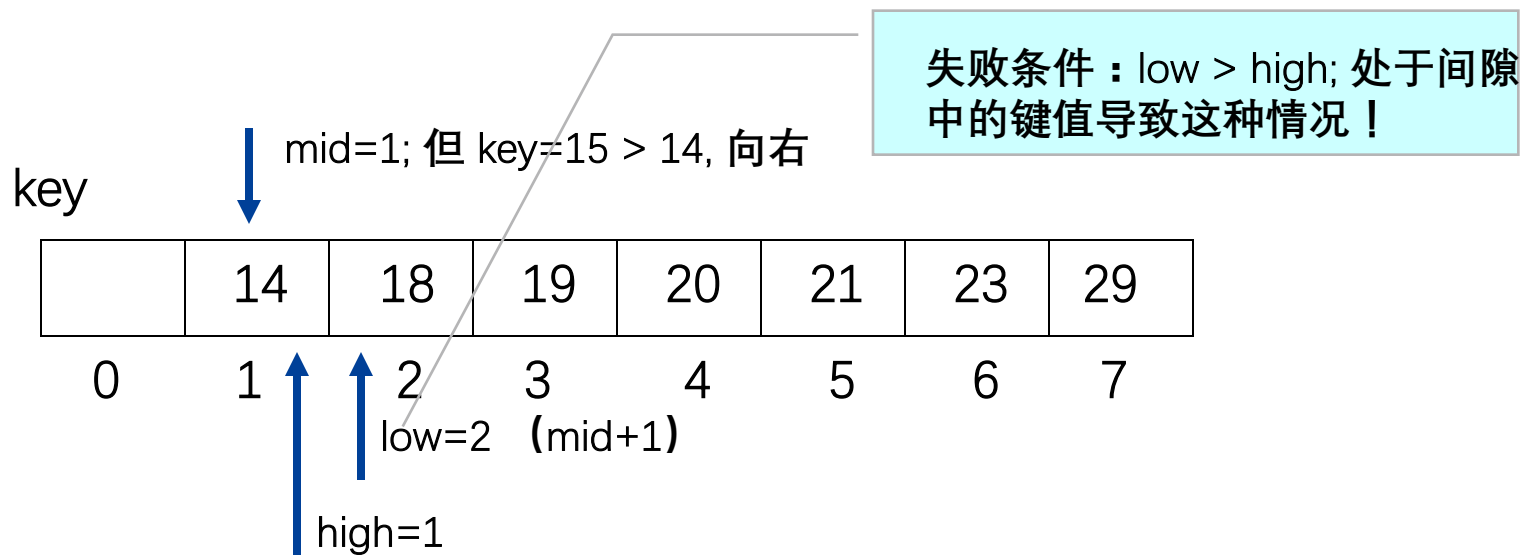 失败条件：low > high; 处于间隙
中的键值导致这种情况！
mid=1; 但 key=15 > 14, 向右
key
14 18 19 20 21 23 29
0 1 2 3 4 5 6 7
low=2 （mid+1）
high=1